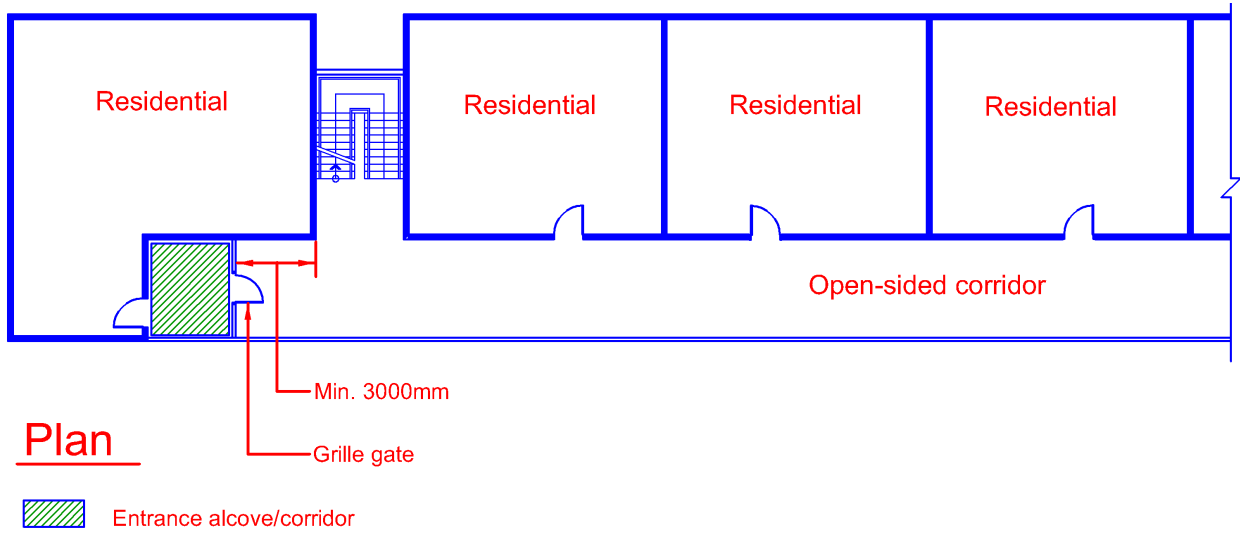 Residential
Residential
Residential
Residential
Open-sided corridor
Min. 3000mm
Grille gate
Plan
Entrance alcove/corridor